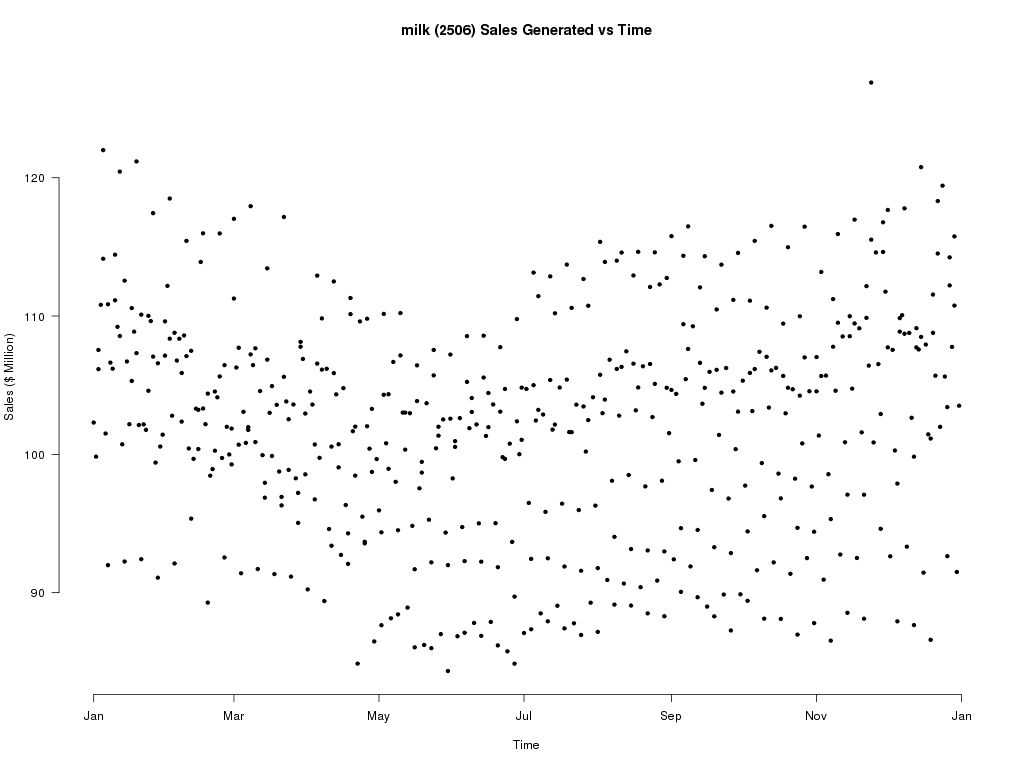 milk (2506) Sales Generated vs Time
120
110
100
90
Sales ($ Million)
Jan Mar May Jul Sep Nov Jan
Time